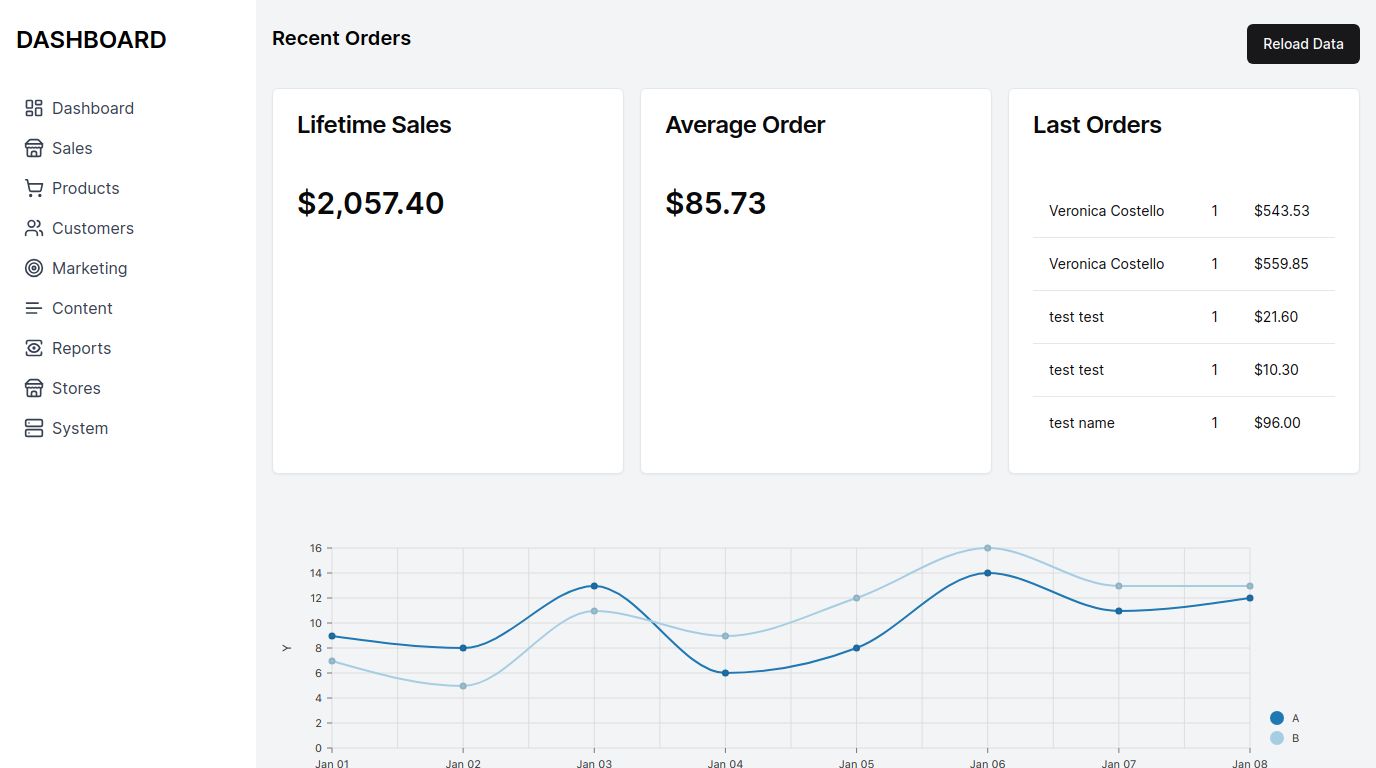 DASHBOARD
Dashboard
Sales
Products
Customers
Marketing
Content
Reports
Stores
System
Recent Orders
Reload Data
Lifetime Sales
$2,057.40
Average Order
$85.73
Last Orders
Veronica Costello 1 $543.53
Veronica Costello 1 $559.85
test test 1 $21.60
test test 1 $10.30
test name 1 $96.00
16
14
12
10
8
6
4
2
0
Y
Jan 01 Jan 02 Jan 03 Jan 04 Jan 05 Jan 06 Jan 07 Jan 08
A
B